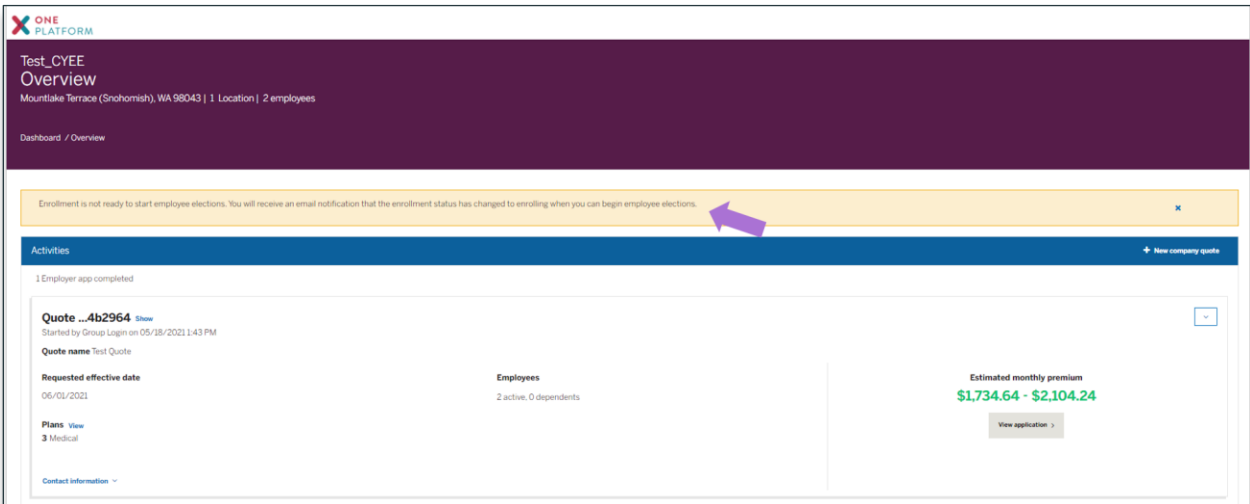 ONE
PLATFORM
Test_CYEE
Overview
Mountlake Terrace (Snohomish), WA 98043 | 1 Location | 2 employees
Dashboard / Overview
Enrollment is not ready to start employee elections. You will receive an email notification that the enrollment status has changed to enrolling when you can begin employee elections.
Activities
+ New company quote
1 Employer app completed
Quote ...4b2964 Show
Started by Group Login on 05/18/2021 1:43 PM
Quote name Test Quote
Requested effective date
06/01/2021
Employees
2 active, 0 dependents
Estimated monthly premium
$1,734.64 - $2,104.24
Plans View
3 Medical
View application >
Contact information